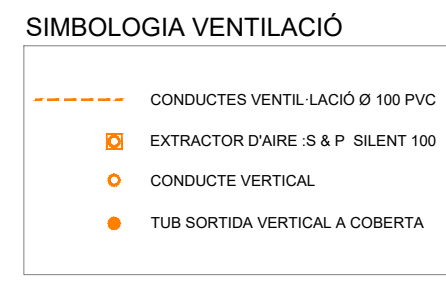 SIMBOLOGIA VENTILACIÓ
CONDUCTES VENTIL·LACIÓ Ø 100 PVC
EXTRACTOR D'AIRE :S & P SILENT 100
CONDUCTE VERTICAL
TUB SORTIDA VERTICAL A COBERTA